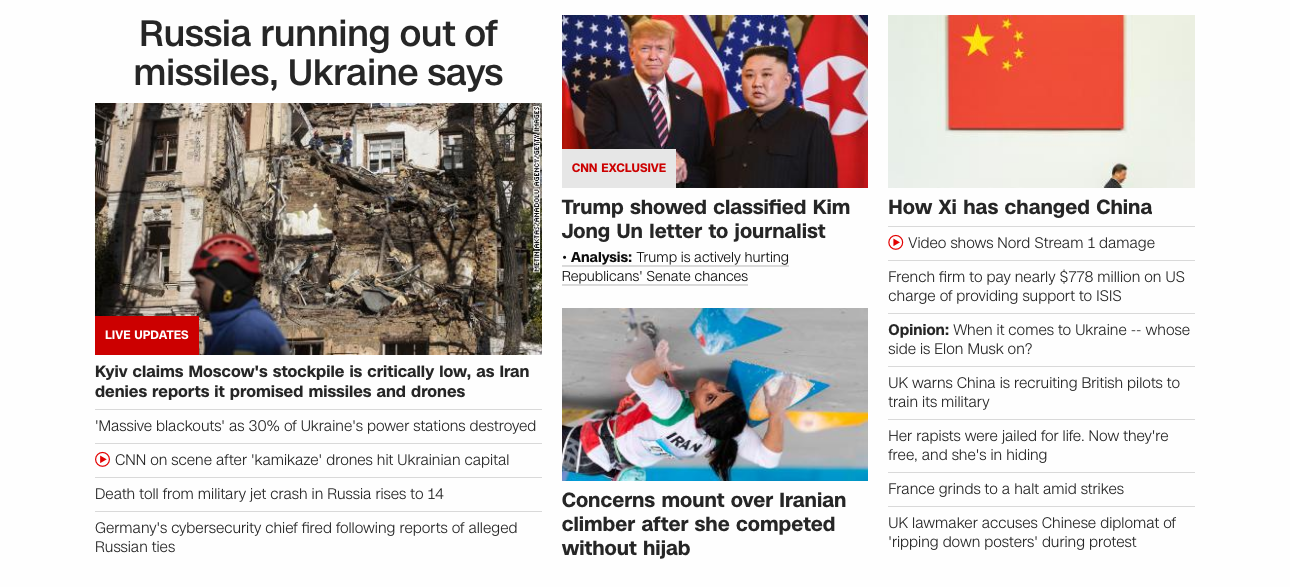 Russia running out of
missiles, Ukraine says
METIN AKTAS/ANADOLU AGENCY/GETTY IMAGES
LIVE UPDATES
Kyiv claims Moscow's stockpile is critically low, as Iran
denies reports it promised missiles and drones
'Massive blackouts' as 30% of Ukraine's power stations destroyed
CNN on scene after 'kamikaze' drones hit Ukrainian capital
Death toll from military jet crash in Russia rises to 14
Germany's cybersecurity chief fired following reports of alleged
Russian ties
CNN EXCLUSIVE
Trump showed classified Kim
Jong Un letter to journalist
• Analysis: Trump is actively hurting
Republicans' Senate chances
IRAN
Concerns mount over Iranian
climber after she competed
without hijab
How Xi has changed China
Video shows Nord Stream 1 damage
French firm to pay nearly $778 million on US
charge of providing support to ISIS
Opinion: When it comes to Ukraine -- whose
side is Elon Musk on?
UK warns China is recruiting British pilots to
train its military
Her rapists were jailed for life. Now they're
free, and she's in hiding
France grinds to a halt amid strikes
UK lawmaker accuses Chinese diplomat of
'ripping down posters' during protest